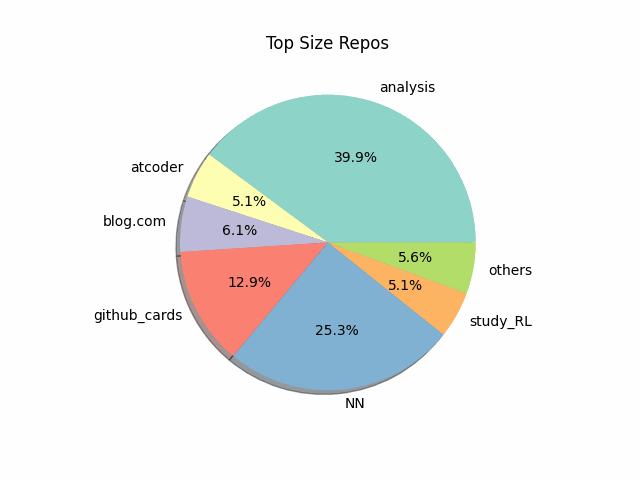 Top Size Repos
analysis
39.9%
atcoder
5.1%
blog.com
6.1%
github_cards
12.9%
NN
25.3%
study_RL
5.1%
others
5.6%